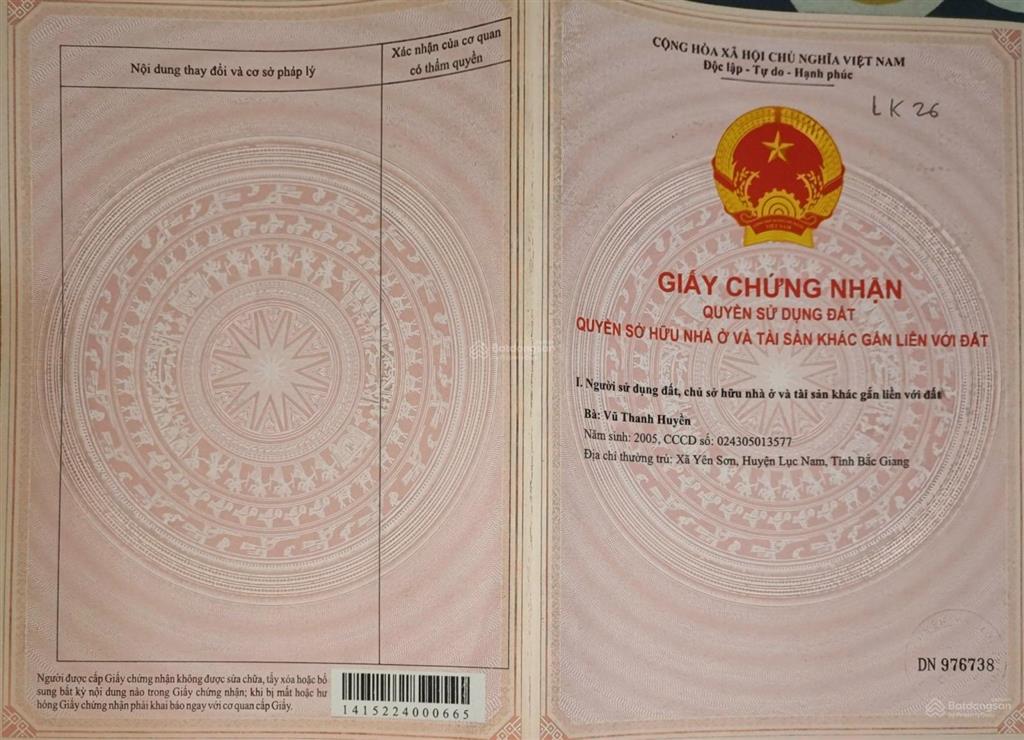 Nội dung thay đổi và cơ sở pháp lý
Xác nhận của cơ quan
có thẩm quyền
Người được cấp Giấy chứng nhận không được sửa chữa, tẩy xóa hoặc bổ
sung bất kỳ nội dung nào trong Giấy chứng nhận; khi bị mất hoặc hư
hỏng Giấy chứng nhận phải khai báo ngay với cơ quan cấp Giấy.
1415224000665
CỘNG HÒA XÃ HỘI CHỦ NGHĨA VIỆT NAM
Độc lập - Tự do - Hạnh phúc
LK 26
VIỆT NAM
GIẤY CHỨNG NHẬN
QUYỀN SỬ DỤNG ĐẤT
QUYỀN SỞ HỮU NHÀ Ở VÀ TÀI SẢN KHÁC GẮN LIỀN VỚI ĐẤT
I. Người sử dụng đất, chủ sở hữu nhà ở và tài sản khác gắn liền với đất
Bà: Vũ Thanh Huyền
Năm sinh: 2005, CCCD số: 024305013577
Địa chỉ thường trú: Xã Yên Sơn, Huyện Lục Nam, Tỉnh Bắc Giang
DN 976738
Batdongsan
Batdongsan
by PropertyGuru